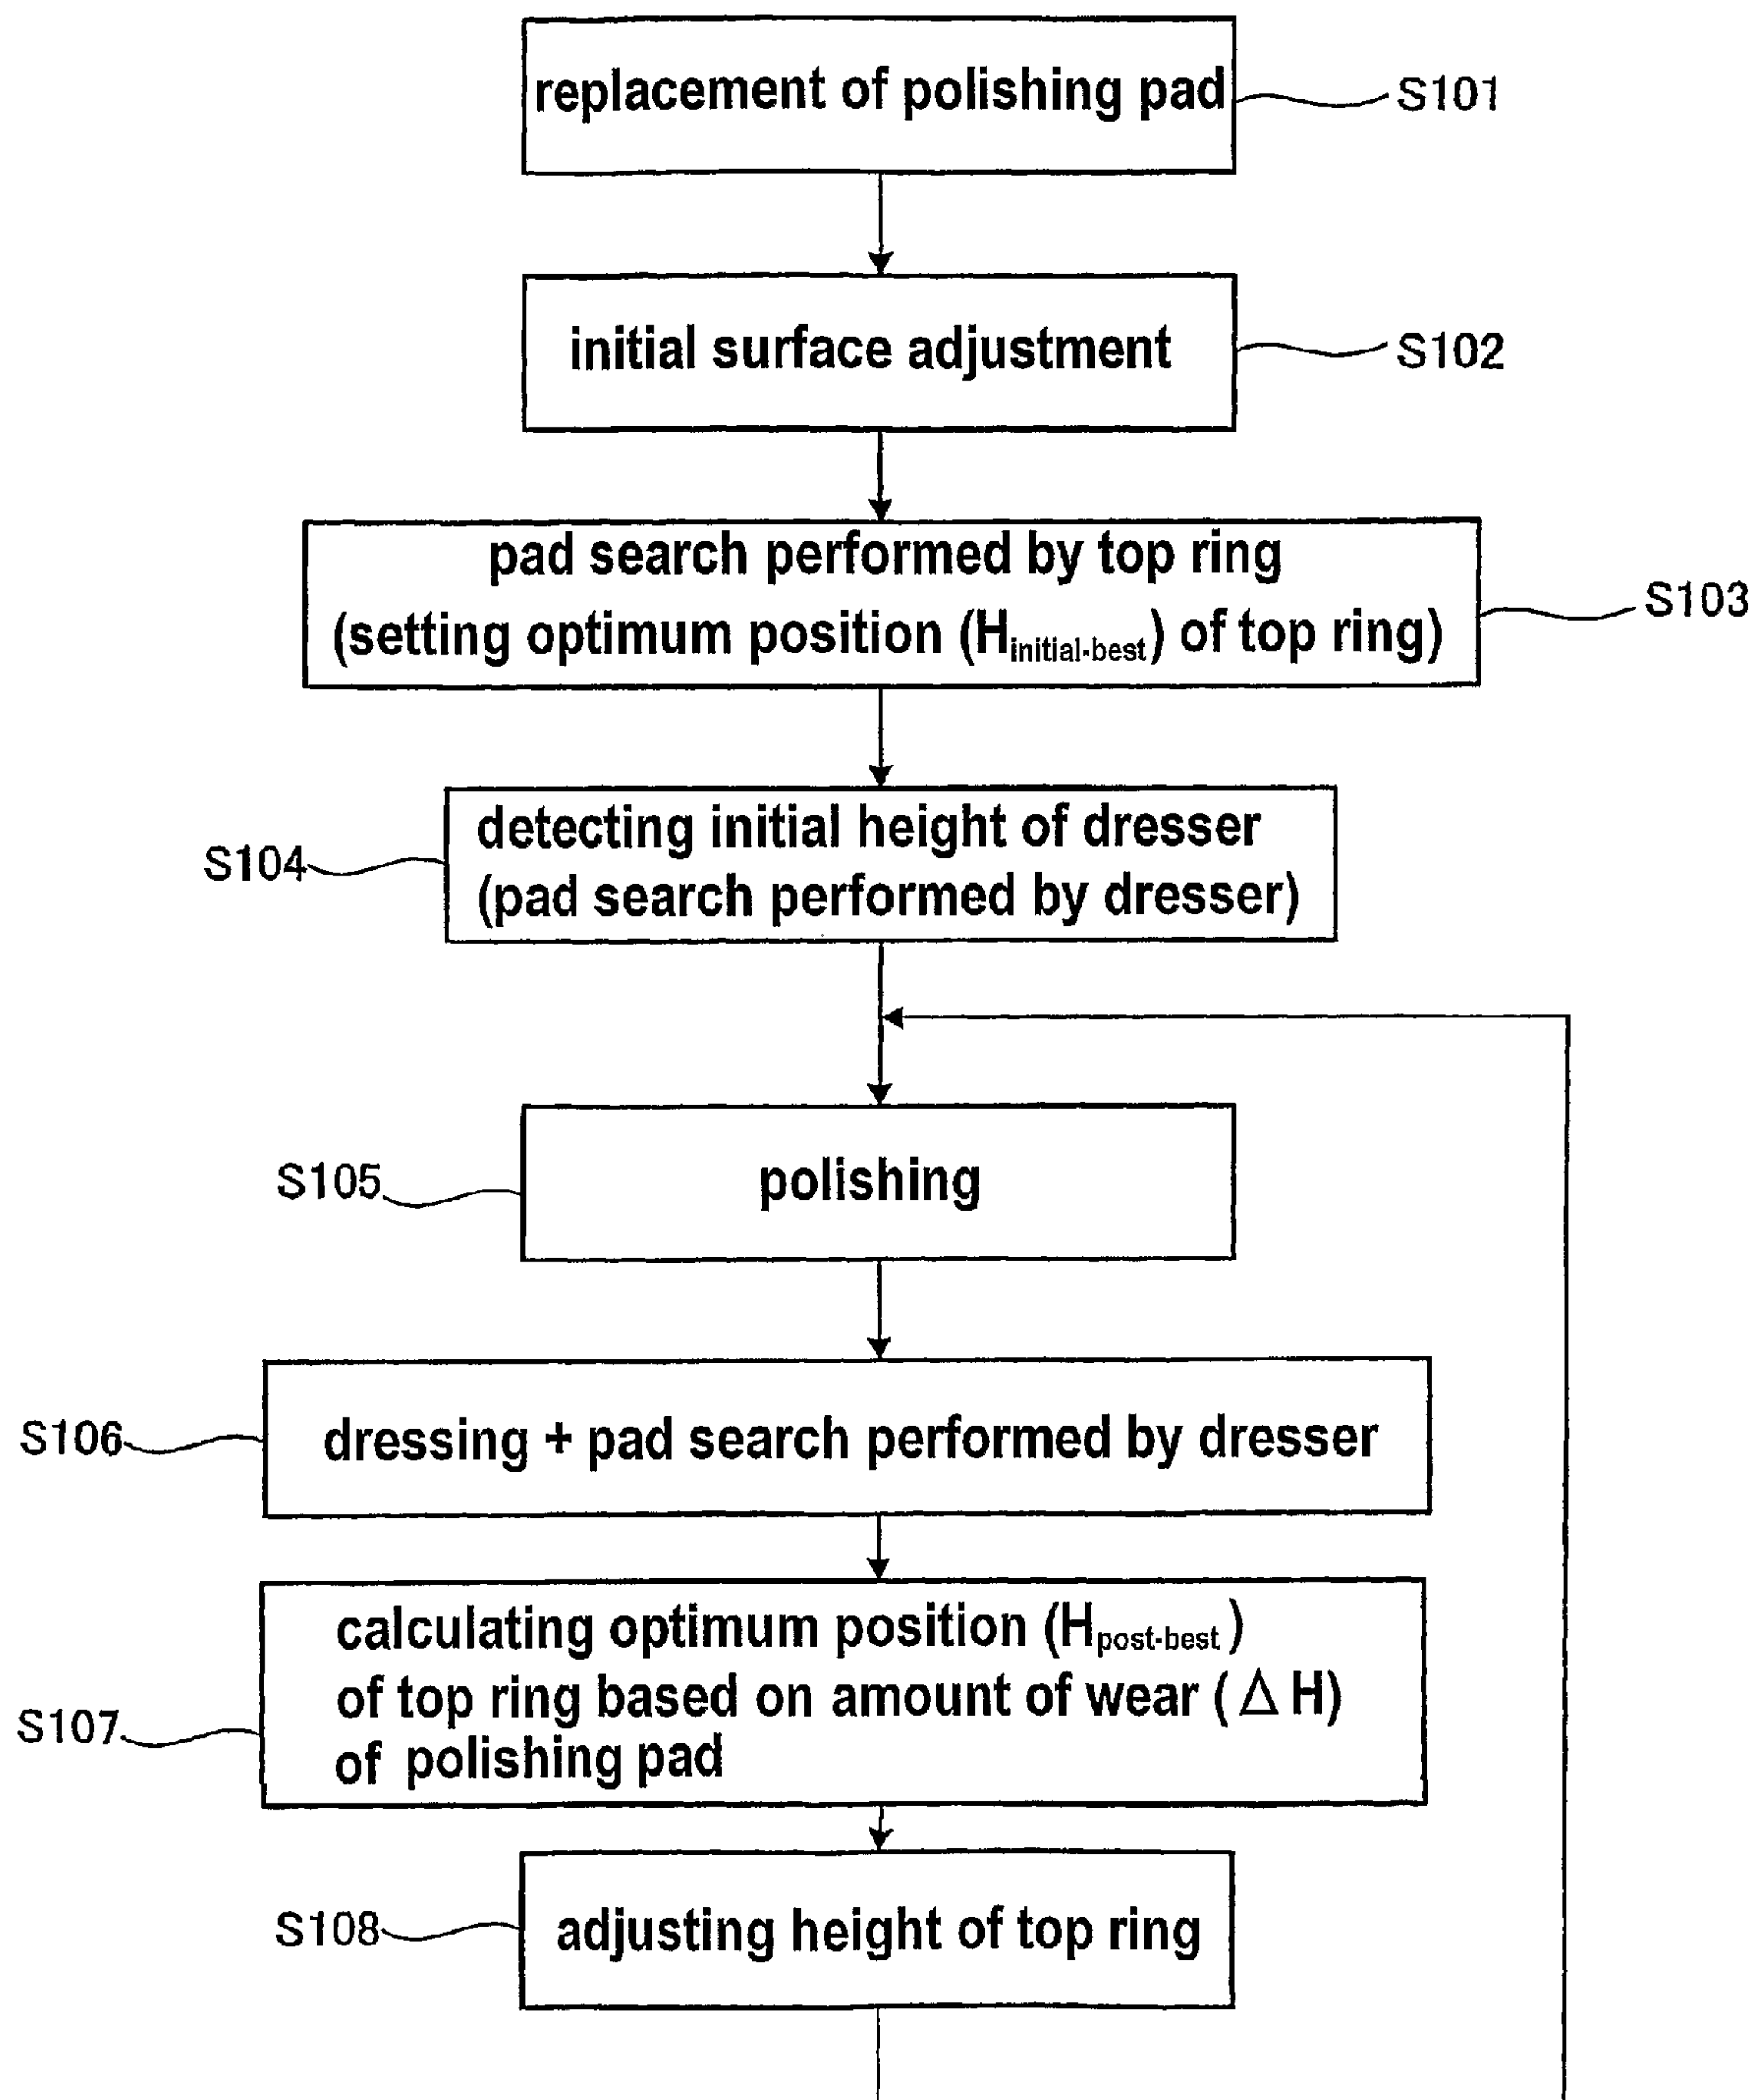 replacement of polishing pad
S101
initial surface adjustment
S102
pad search performed by top ring
(setting optimum position (Hinitial-best) of top ring)
S103
detecting initial height of dresser
(pad search performed by dresser)
S104
polishing
S105
dressing + pad search performed by dresser
S106
calculating optimum position (Hpost-best)
of top ring based on amount of wear (ΔH)
of polishing pad
S107
adjusting height of top ring
S108